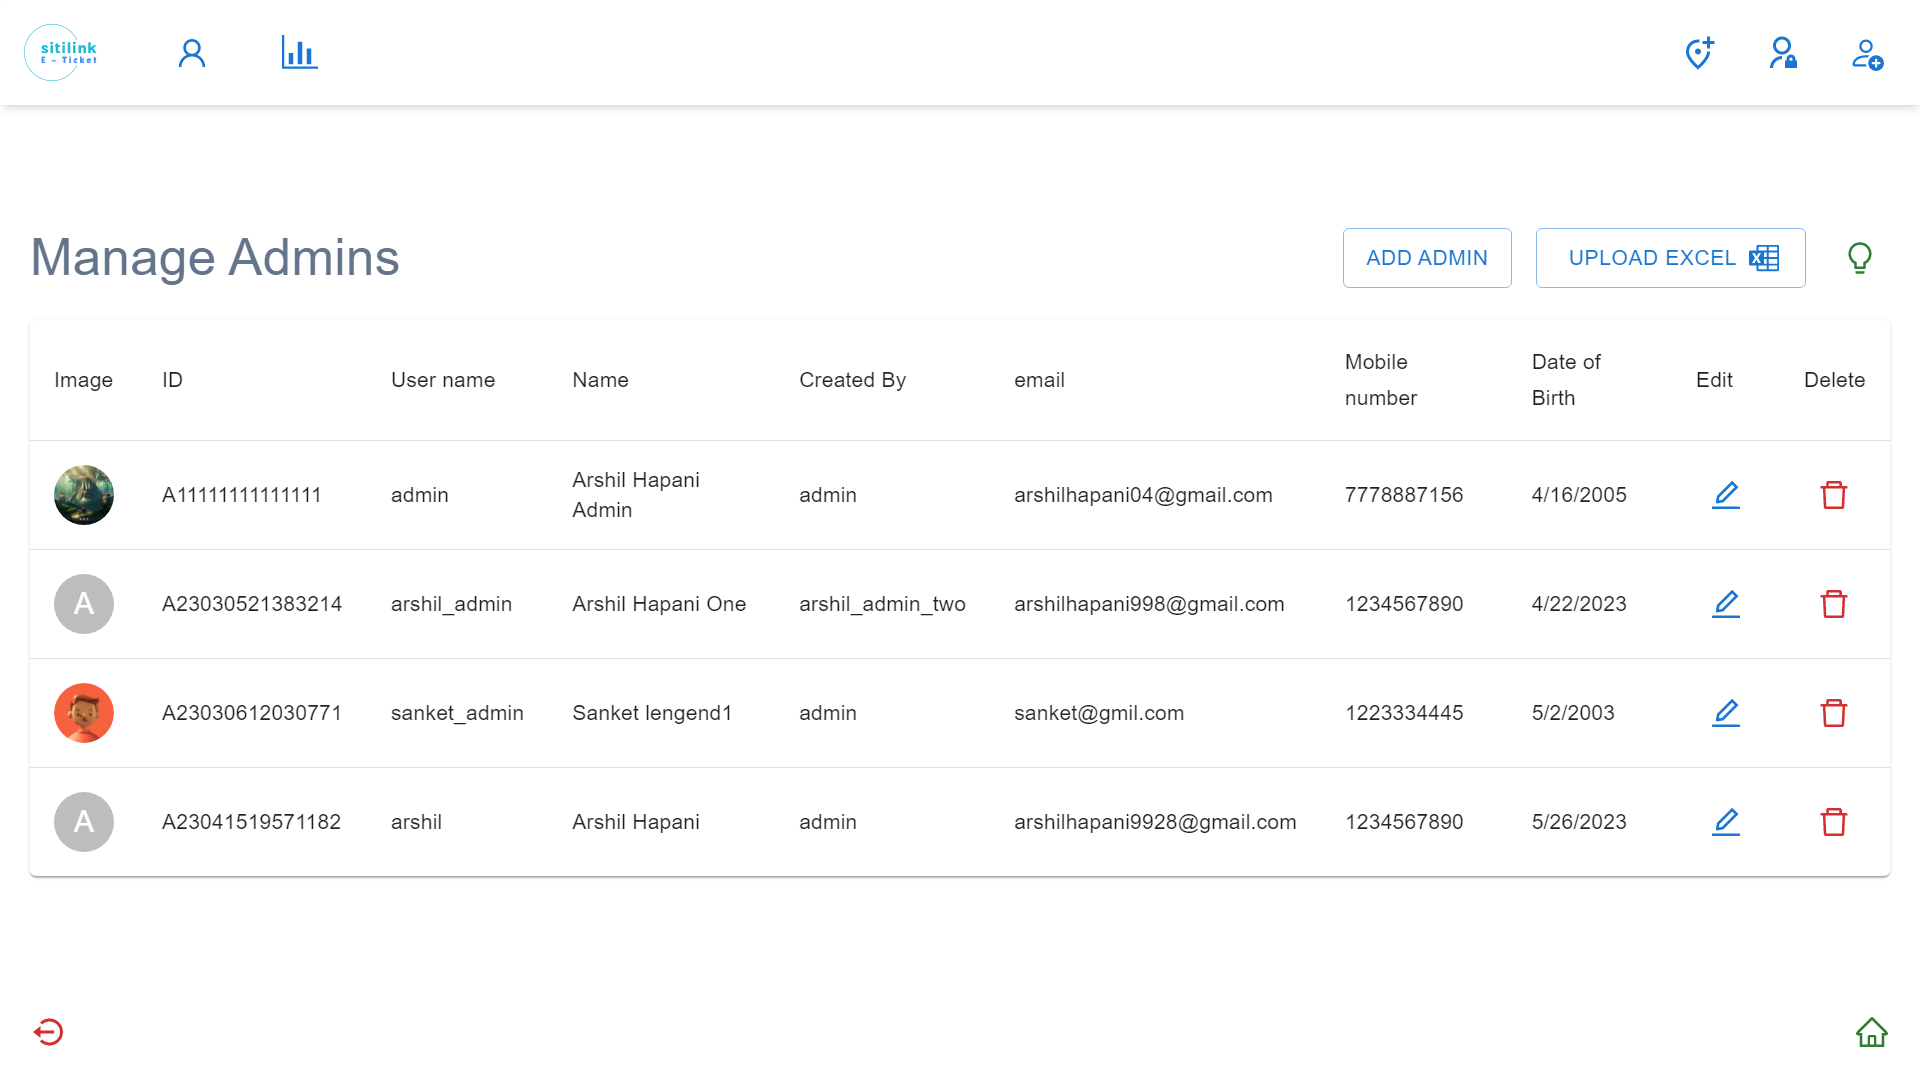 sitilink
E - Ticket
Manage Admins
ADD ADMIN
UPLOAD EXCEL
Image ID User name Name Created By email Mobile number Date of Birth Edit Delete
A11111111111111 admin Arshil Hapani Admin admin arshilhapani04@gmail.com 7778887156 4/16/2005
A A23030521383214 arshil_admin Arshil Hapani One arshil_admin_two arshilhapani998@gmail.com 1234567890 4/22/2023
A23030612030771 sanket_admin Sanket lengend1 admin sanket@gmil.com 1223334445 5/2/2003
A A23041519571182 arshil Arshil Hapani admin arshilhapani9928@gmail.com 1234567890 5/26/2023